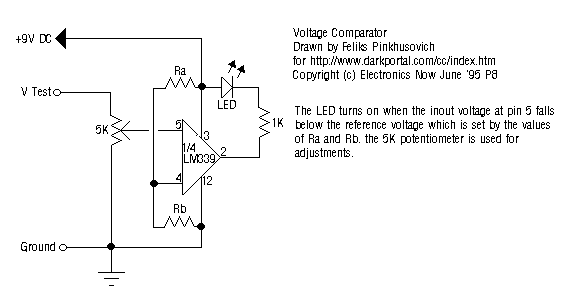 +9V DC
Voltage Comparator
Drawn by Feliks Pinkhusovich
for http://www.darkportal.com/cc/index.htm
Copyright (c) Electronics Now June '95 P8
Ra
V Test
LED
The LED turns on when the inout voltage at pin 5 falls
below the reference voltage which is set by the values
of Ra and Rb. the 5K potentiometer is used for
adjustments.
5K
5
3
1K
1/4
LM339
2
4
12
Rb
Ground